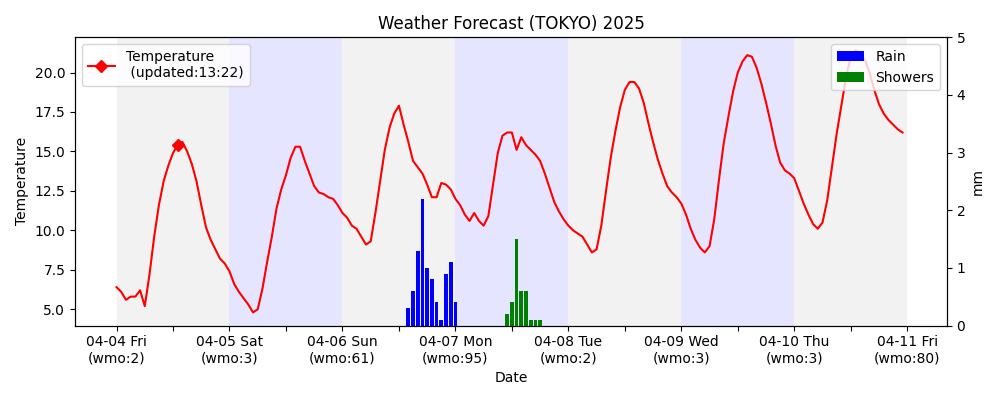 Weather Forecast (TOKYO) 2025
Temperature
(updated:13:22)
Rain
Showers
Temperature
20.0
17.5
15.0
12.5
10.0
7.5
5.0
5
4
3
2
1
0
mm
04-04 Fri
(wmo:2)
04-05 Sat
(wmo:3)
04-06 Sun
(wmo:61)
04-07 Mon
(wmo:95)
04-08 Tue
(wmo:2)
04-09 Wed
(wmo:3)
04-10 Thu
(wmo:3)
04-11 Fri
(wmo:80)
Date